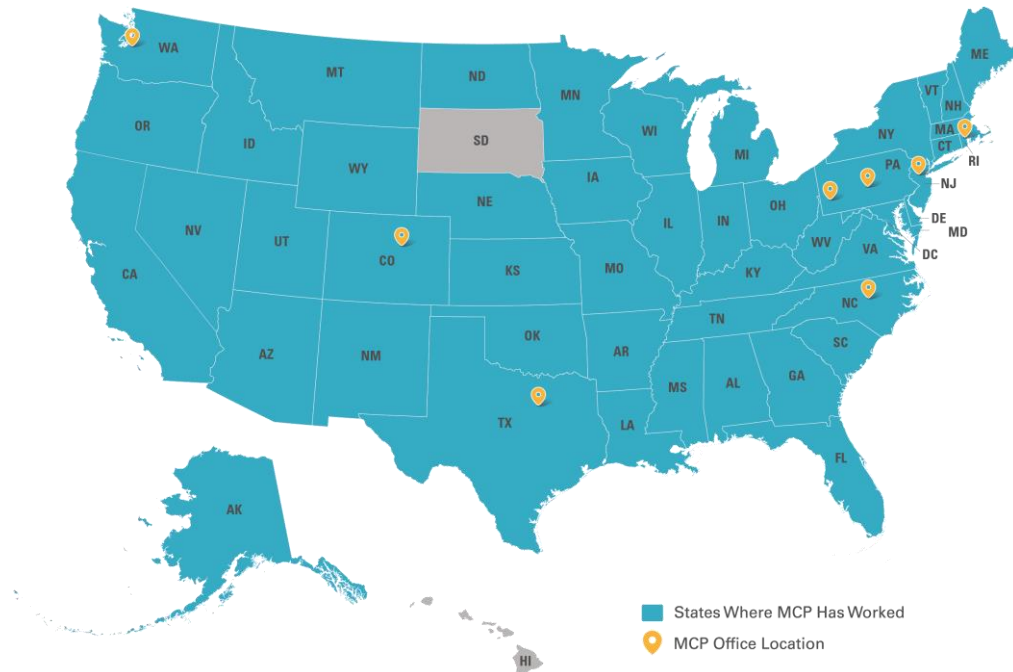 WA
MT
ND
MN
ME
VT
NH
OR
ID
SD
WI
NY
MA
CT
RI
WY
MI
PA
IA
NE
NJ
NV
UT
CO
IL
IN
OH
DE
MD
WV
VA
DC
CA
KS
MO
KY
NC
TN
AZ
NM
OK
AR
SC
MS
AL
GA
TX
LA
FL
AK
States Where MCP Has Worked
MCP Office Location
HI